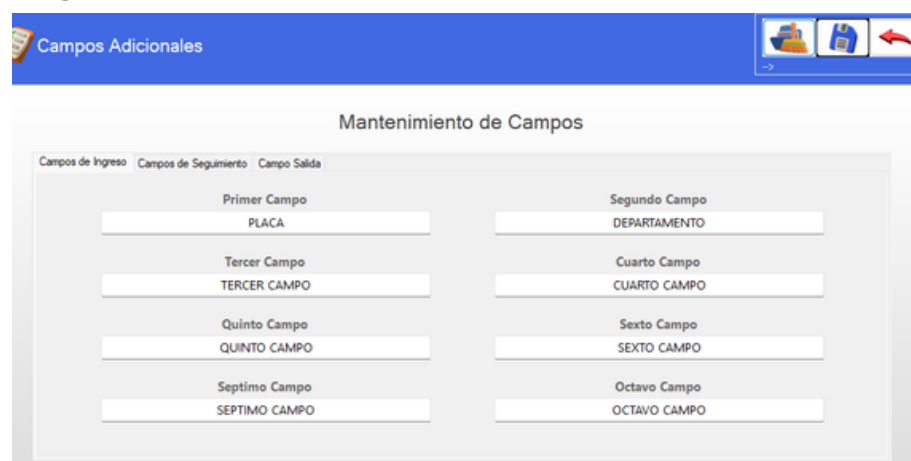 Campos Adicionales
-->
Mantenimiento de Campos
Campos de Ingreso Campos de Seguimiento Campo Salida
Primer Campo Segundo Campo
PLACA DEPARTAMENTO
Tercer Campo Cuarto Campo
TERCER CAMPO CUARTO CAMPO
Quinto Campo Sexto Campo
QUINTO CAMPO SEXTO CAMPO
Septimo Campo Octavo Campo
SEPTIMO CAMPO OCTAVO CAMPO